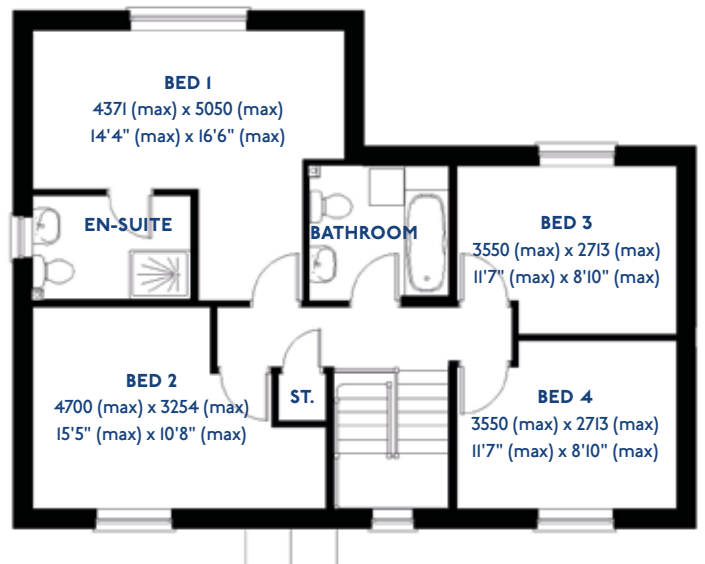 BED 1
4371 (max) x 5050 (max)
14'4" (max) x 16'6" (max)
EN-SUITE
BATHROOM
BED 3
3550 (max) x 2713 (max)
11'7" (max) x 8'10" (max)
BED 2
4700 (max) x 3254 (max)
15'5" (max) x 10'8" (max)
ST.
BED 4
3550 (max) x 2713 (max)
11'7" (max) x 8'10" (max)